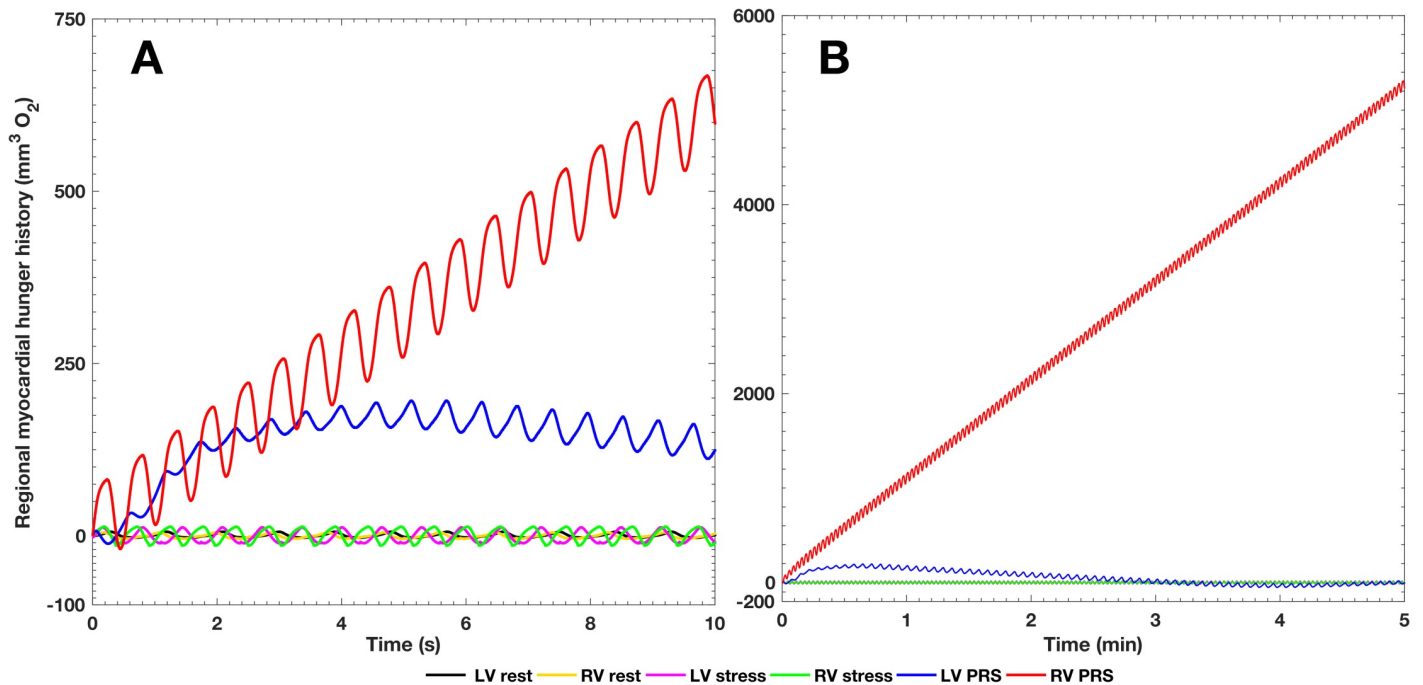 A
B
Regional myocardial hunger history (mm³ O₂)
750
500
250
0
-100
0 2 4 6 8 10
Time (s)
6000
4000
2000
0
-200
0 1 2 3 4 5
Time (min)
LV rest RV rest LV stress RV stress LV PRS RV PRS